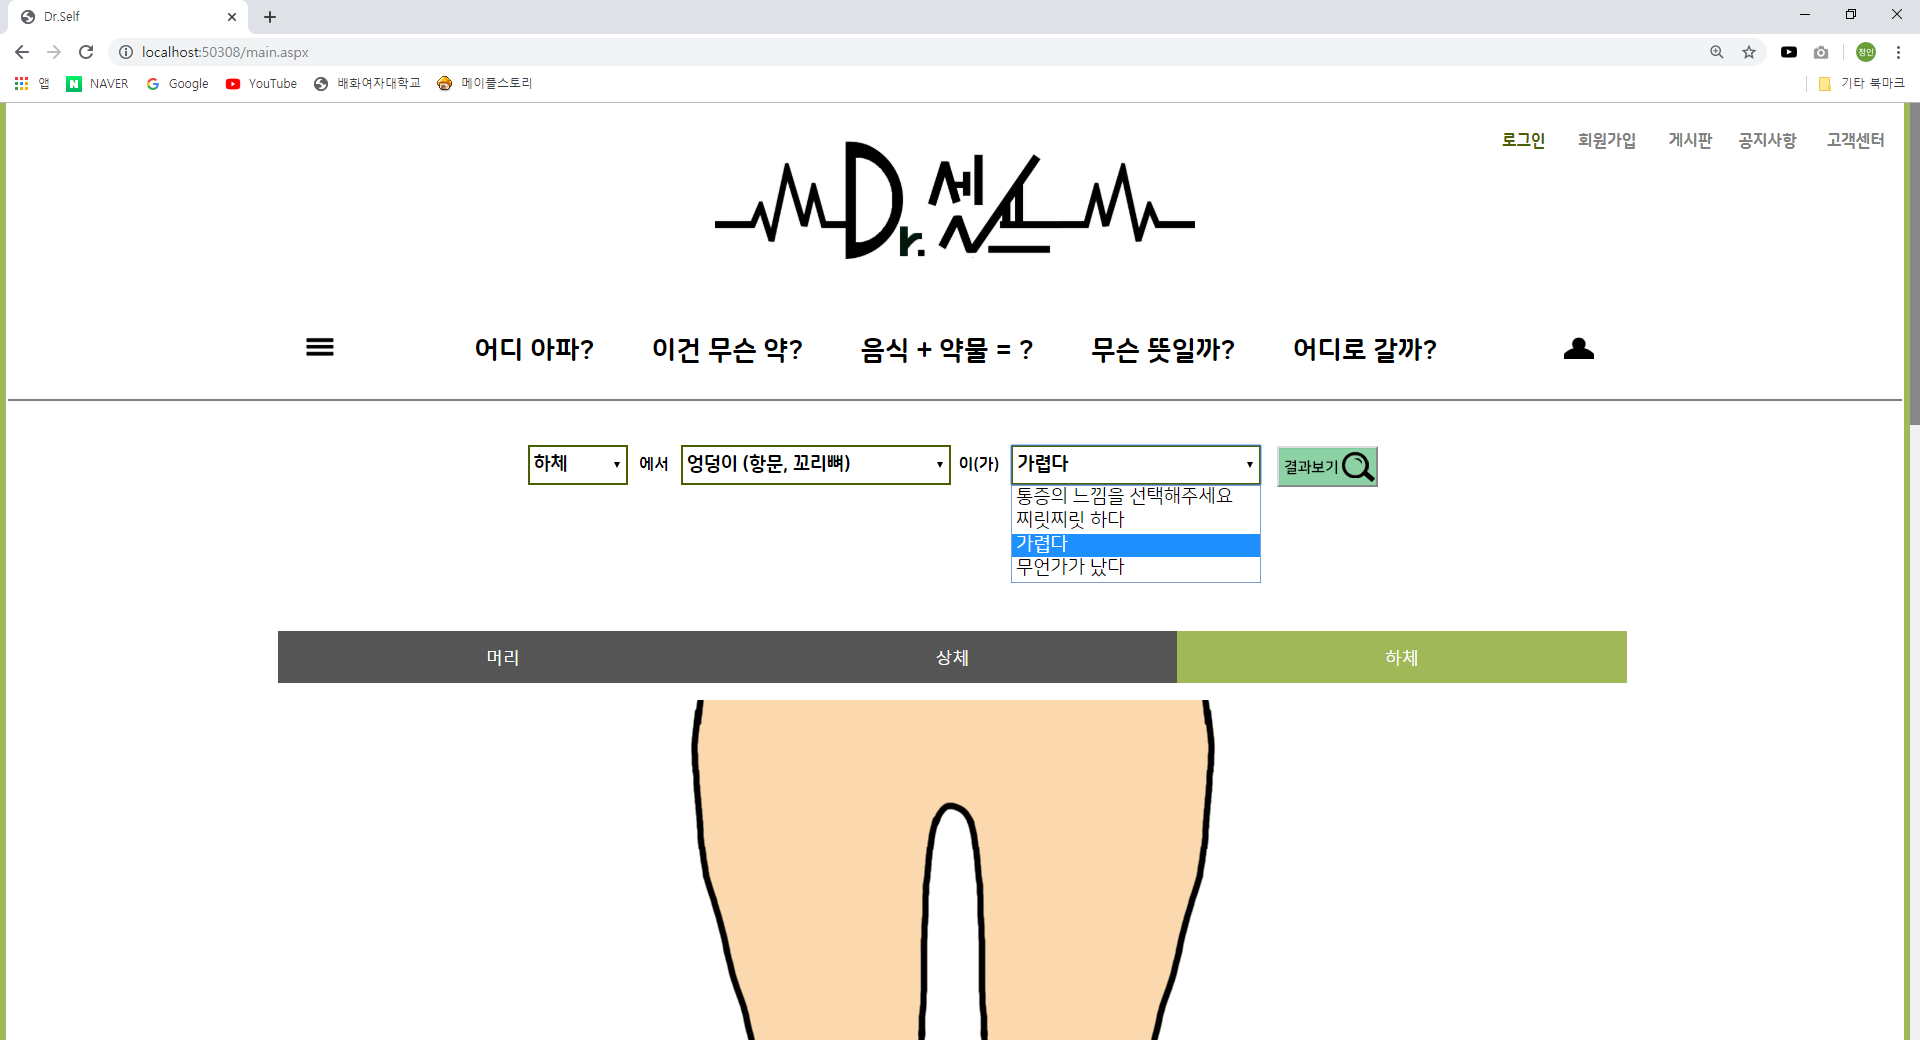 Dr.Self
localhost:50308/main.aspx
정인
앱 NAVER Google YouTube 배화여자대학교 메이플스토리 기타 북마크
로그인 회원가입 게시판 공지사항 고객센터
Dr. 셀프
어디 아파? 이건 무슨 약? 음식 + 약물 = ? 무슨 뜻일까? 어디로 갈까?
하체 에서 엉덩이 (항문, 꼬리뼈) 이(가) 가렵다 결과보기
통증의 느낌을 선택해주세요
찌릿찌릿 하다
가렵다
무언가가 났다
머리 상체 하체